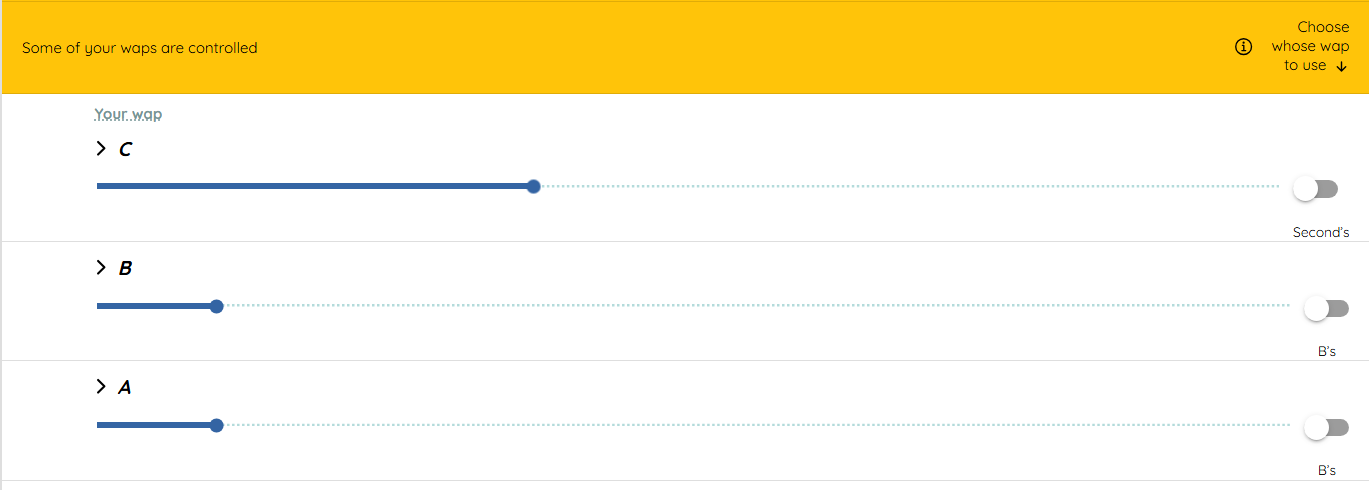 Some of your waps are controlled
Choose
whose wap
to use ↓
Your wap
C
Second's
B
B's
A
B's